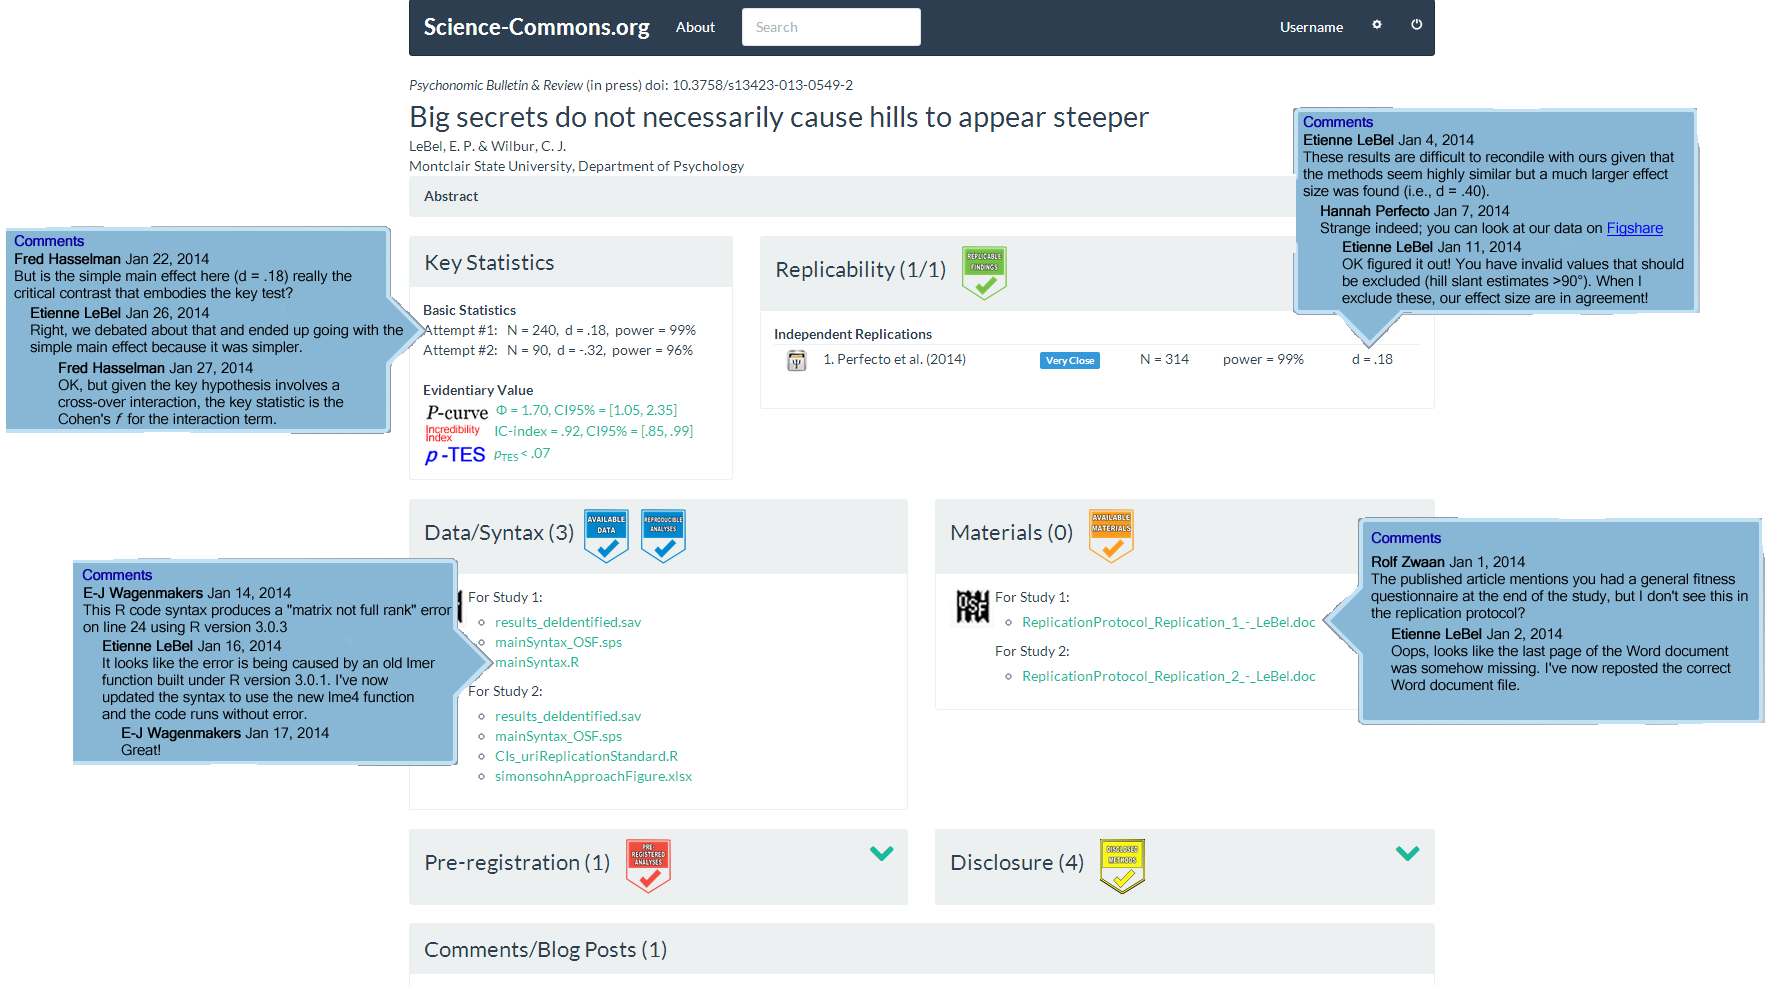 Science-Commons.org About Search Username
Psychonomic Bulletin & Review (in press) doi: 10.3758/s13423-013-0549-2
Big secrets do not necessarily cause hills to appear steeper
LeBel, E. P. & Wilbur, C. J.
Montclair State University, Department of Psychology
Abstract
Comments
Etienne LeBel Jan 4, 2014
These results are difficult to recondile with ours given that
the methods seem highly similar but a much larger effect
size was found (i.e., d = .40).
Hannah Perfecto Jan 7, 2014
Strange indeed; you can look at our data on Figshare
Etienne LeBel Jan 11, 2014
OK figured it out! You have invalid values that should
be excluded (hill slant estimates >90°). When I
exclude these, our effect size are in agreement!
Comments
Fred Hasselman Jan 22, 2014
But is the simple main effect here (d = .18) really the
critical contrast that embodies the key test?
Etienne LeBel Jan 26, 2014
Right, we debated about that and ended up going with the
simple main effect because it was simpler.
Fred Hasselman Jan 27, 2014
OK, but given the key hypothesis involves a
cross-over interaction, the key statistic is the
Cohen's f for the interaction term.
Key Statistics
Basic Statistics
Attempt #1: N = 240, d = .18, power = 99%
Attempt #2: N = 90, d = -.32, power = 96%
Evidentiary Value
P-curve Φ = 1.70, CI95% = [1.05, 2.35]
Incredibility
Index
IC-index = .92, CI95% = [.85, .99]
p-TES pTES < .07
Replicability (1/1)
REPLICABLE
FINDINGS
Independent Replications
Ψ 1. Perfecto et al. (2014) Very Close N = 314 power = 99% d = .18
Data/Syntax (3)
AVAILABLE
DATA
REPRODUCIBLE
ANALYSES
Comments
E-J Wagenmakers Jan 14, 2014
This R code syntax produces a "matrix not full rank" error
on line 24 using R version 3.0.3
Etienne LeBel Jan 16, 2014
It looks like the error is being caused by an old lmer
function built under R version 3.0.1. I've now
updated the syntax to use the new lme4 function
and the code runs without error.
E-J Wagenmakers Jan 17, 2014
Great!
For Study 1:
results_deIdentified.sav
mainSyntax_OSF.sps
mainSyntax.R
For Study 2:
results_deIdentified.sav
mainSyntax_OSF.sps
CIs_uriReplicationStandard.R
simonsohnApproachFigure.xlsx
Materials (0)
AVAILABLE
MATERIALS
OSF
For Study 1:
ReplicationProtocol_Replication_1_-_LeBel.doc
For Study 2:
ReplicationProtocol_Replication_2_-_LeBel.doc
Comments
Rolf Zwaan Jan 1, 2014
The published article mentions you had a general fitness
questionnaire at the end of the study, but I don't see this in
the replication protocol?
Etienne LeBel Jan 2, 2014
Oops, looks like the last page of the Word document
was somehow missing. I've now reposted the correct
Word document file.
Pre-registration (1)
PRE-
REGISTERED
ANALYSES
Disclosure (4)
DISCLOSED
METHODS
Comments/Blog Posts (1)